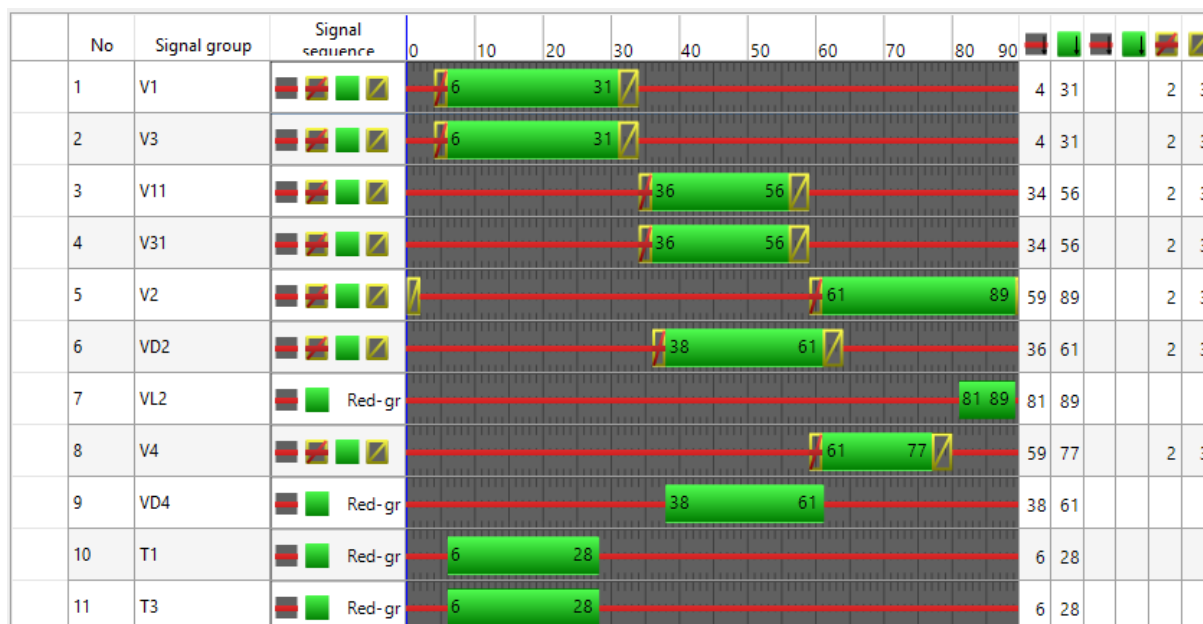 No Signal group Signal sequence 0 10 20 30 40 50 60 70 80 90
1 V1 6 31 4 31 2
2 V3 6 31 4 31 2
3 V11 36 56 34 56 2
4 V31 36 56 34 56 2
5 V2 61 89 59 89 2
6 VD2 38 61 36 61 2
7 VL2 Red-gr 81 89 81 89
8 V4 61 77 59 77 2
9 VD4 Red-gr 38 61 38 61
10 T1 Red-gr 6 28 6 28
11 T3 Red-gr 6 28 6 28